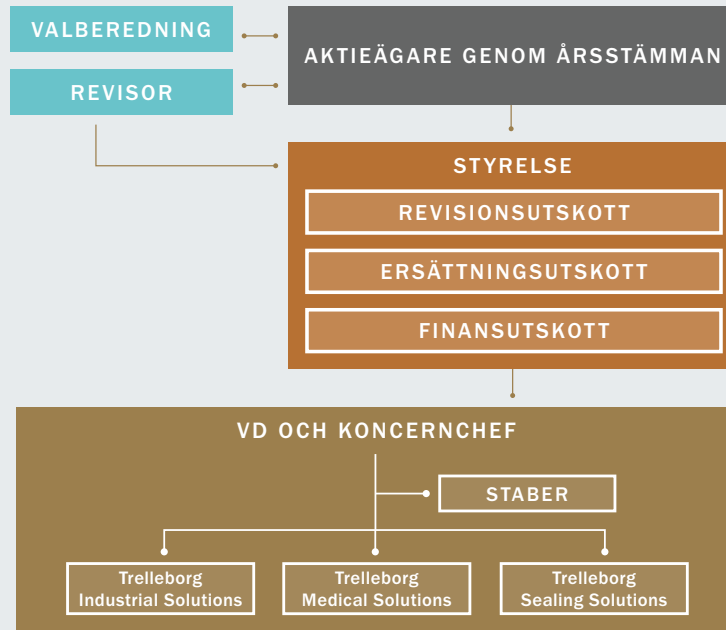 VALBEREDNING
REVISOR
AKTIEÄGARE GENOM ÅRSSTÄMMAN
STYRELSE
REVISIONSUTSKOTT
ERSÄTTNINGSUTSKOTT
FINANSUTSKOTT
VD OCH KONCERNCHEF
STABER
Trelleborg
Industrial Solutions
Trelleborg
Medical Solutions
Trelleborg
Sealing Solutions